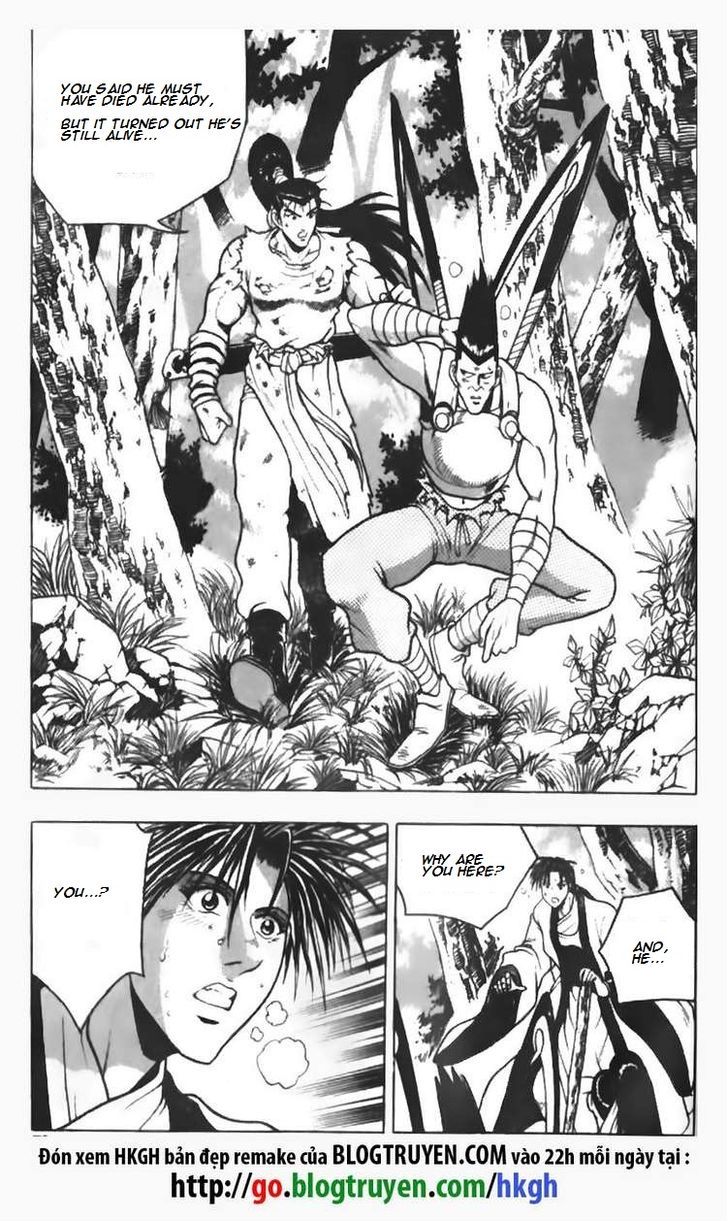 YOU SAID HE MUST
HAVE DIED ALREADY,
BUT IT TURNED OUT HE'S
STILL ALIVE...
YOU...?
WHY ARE
YOU HERE?
AND,
HE...
Đón xem HKGH bản đẹp remake của BLOGTRUYEN.COM vào 22h mỗi ngày tại :
http://go.blogtruyen.com/hkgh